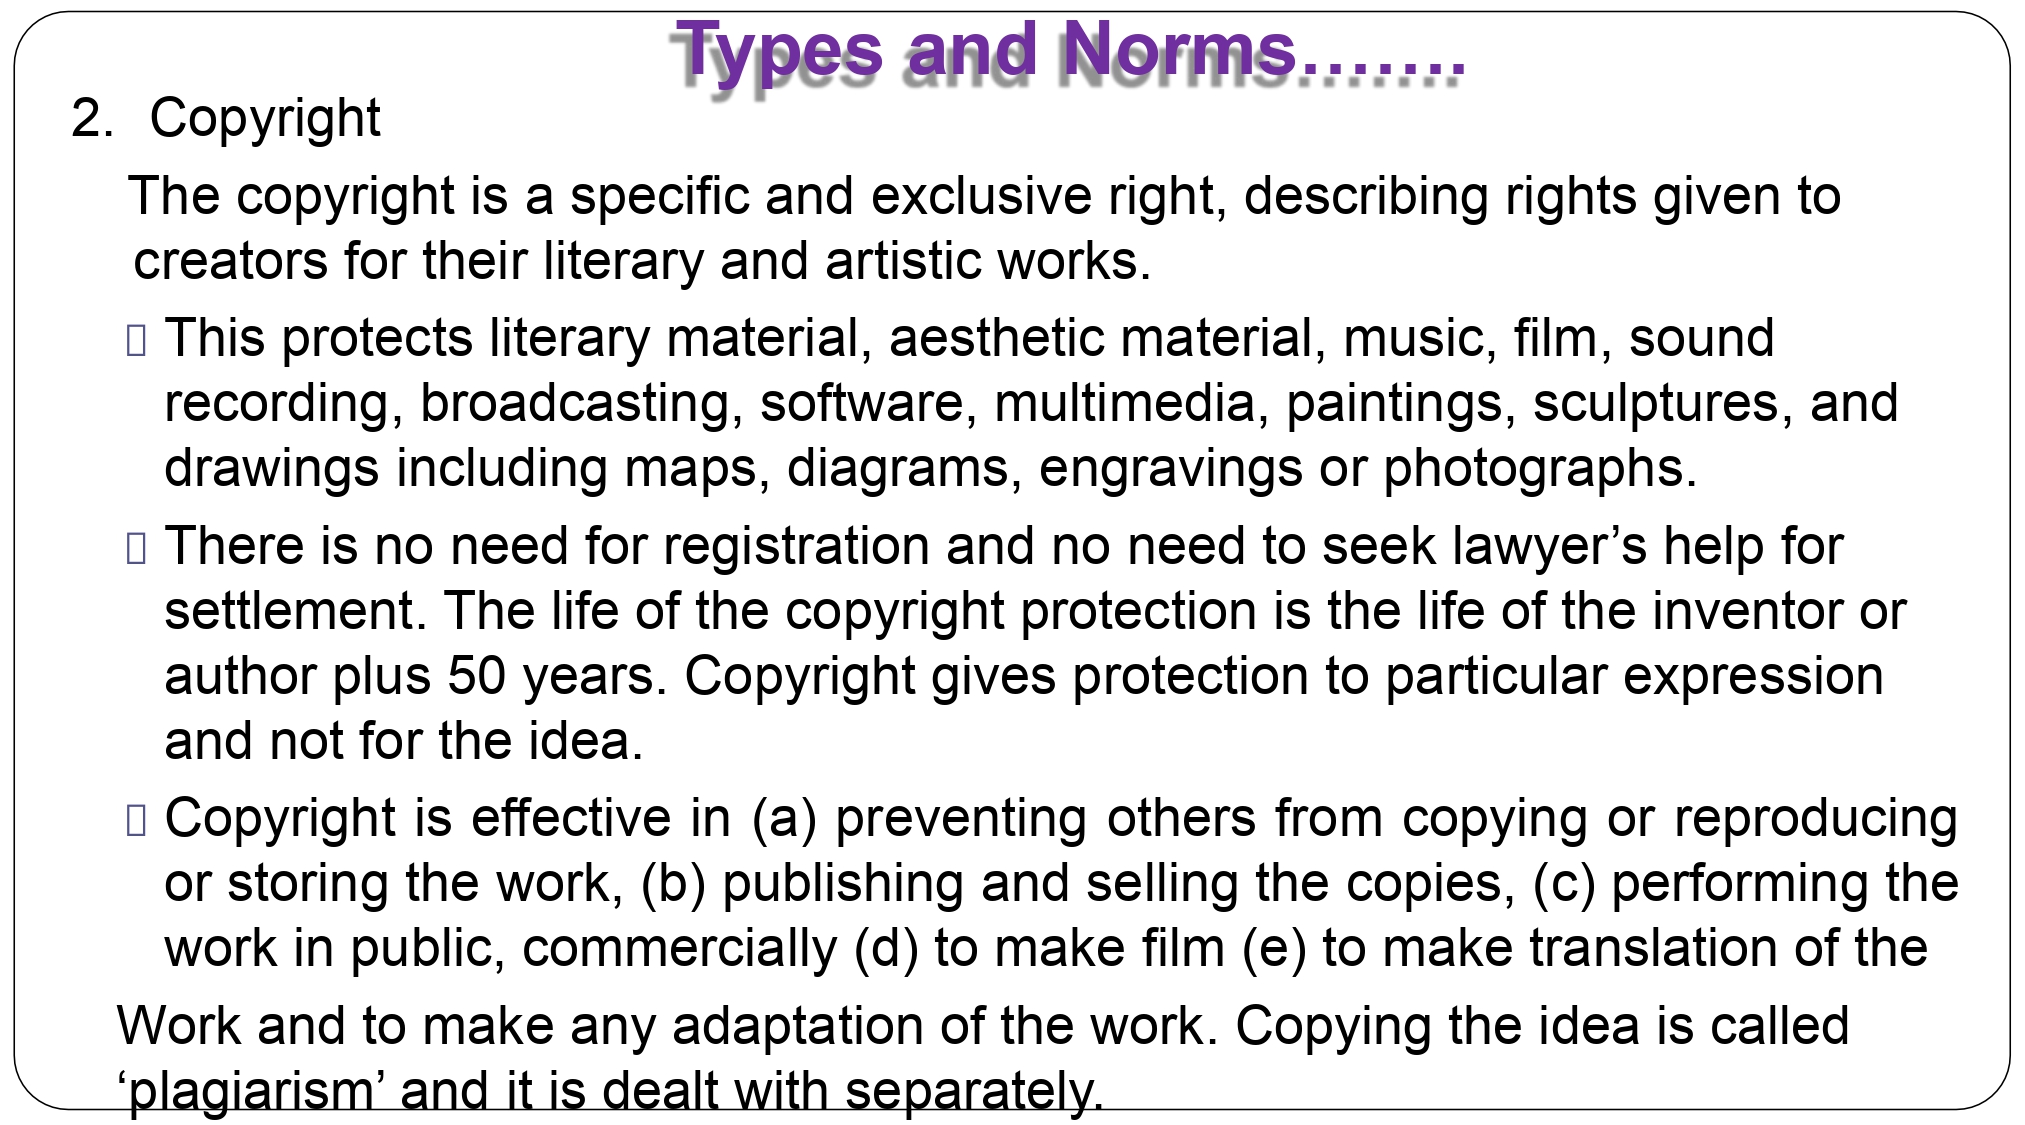 Types and Norms…….
2. Copyright
The copyright is a specific and exclusive right, describing rights given to
creators for their literary and artistic works.
▯ This protects literary material, aesthetic material, music, film, sound
recording, broadcasting, software, multimedia, paintings, sculptures, and
drawings including maps, diagrams, engravings or photographs.
▯ There is no need for registration and no need to seek lawyer’s help for
settlement. The life of the copyright protection is the life of the inventor or
author plus 50 years. Copyright gives protection to particular expression
and not for the idea.
▯ Copyright is effective in (a) preventing others from copying or reproducing
or storing the work, (b) publishing and selling the copies, (c) performing the
work in public, commercially (d) to make film (e) to make translation of the
Work and to make any adaptation of the work. Copying the idea is called
‘plagiarism’ and it is dealt with separately.